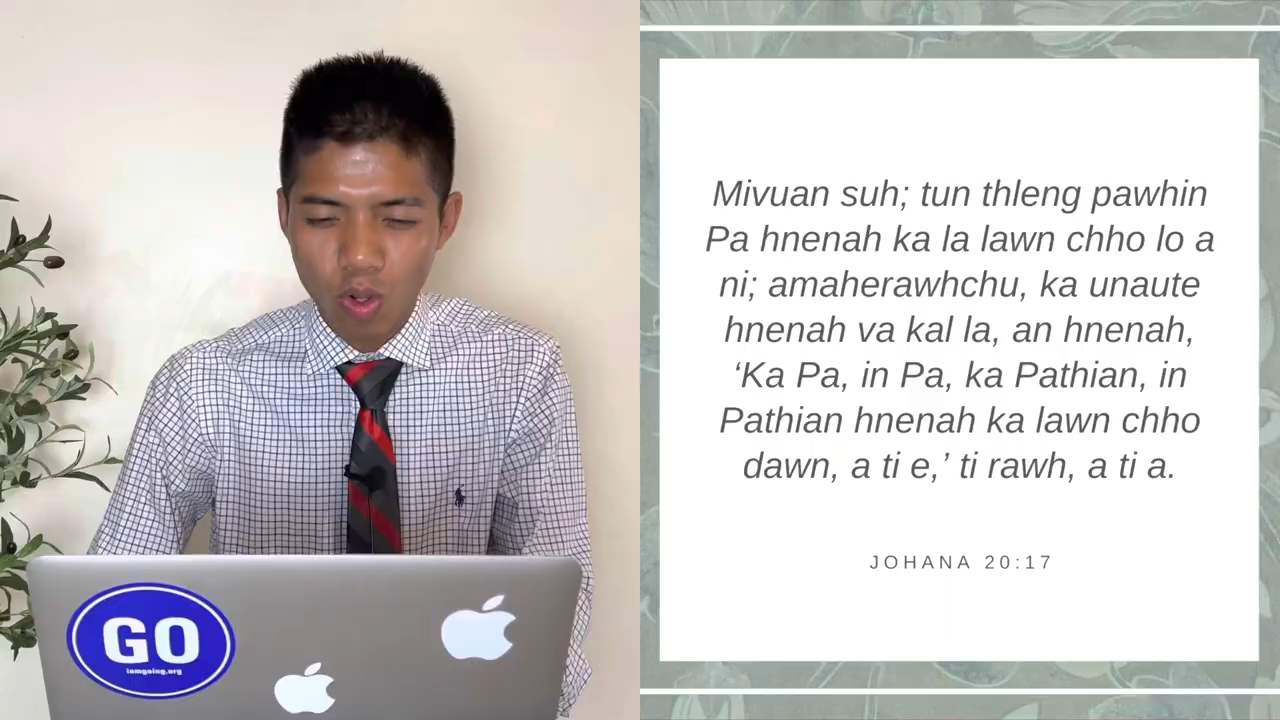 Mivuan suh; tun thleng pawhin
Pa hnenah ka la lawn chho lo a
ni; amaherawhchu, ka unaute
hnenah va kal la, an hnenah,
‘Ka Pa, in Pa, ka Pathian, in
Pathian hnenah ka lawn chho
dawn, a ti e,’ ti rawh, a ti a.
JOHANA 20:17
GO
iamgoing.org